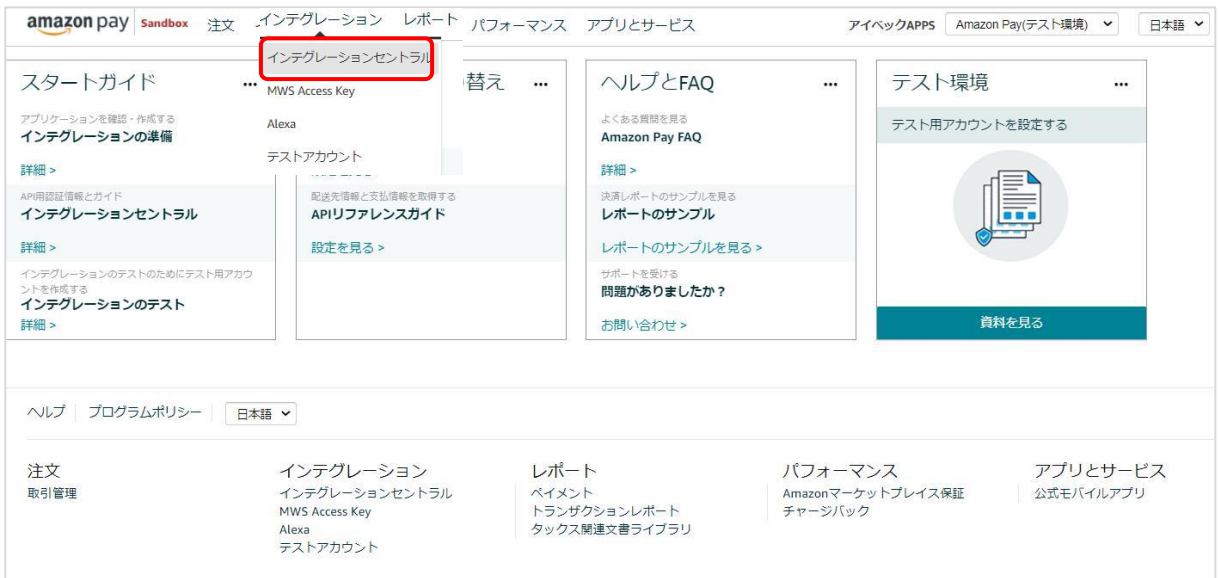 amazon pay Sandbox 注文 インテグレーション レポート パフォーマンス アプリとサービス アイベックAPPS Amazon Pay(テスト環境) 日本語
インテグレーションセントラル
MWS Access Key
Alexa
テストアカウント
スタートガイド ...
アプリケーションを確認・作成する
インテグレーションの準備
詳細 >
API用認証情報とガイド
インテグレーションセントラル
詳細 >
インテグレーションのテストのためにテスト用アカウ
ントを作成する
インテグレーションのテスト
詳細 >
替え ...
配送先情報と支払情報を取得する
APIリファレンスガイド
設定を見る >
ヘルプとFAQ ...
よくある質問を見る
Amazon Pay FAQ
詳細 >
決済レポートのサンプルを見る
レポートのサンプル
レポートのサンプルを見る >
サポートを受ける
問題がありましたか？
お問い合わせ >
テスト環境 ...
テスト用アカウントを設定する
資料を見る
ヘルプ プログラムポリシー 日本語
注文
取引管理
インテグレーション
インテグレーションセントラル
MWS Access Key
Alexa
テストアカウント
レポート
ペイメント
トランザクションレポート
タックス関連文書ライブラリ
パフォーマンス
Amazonマーケットプレイス保証
チャージバック
アプリとサービス
公式モバイルアプリ